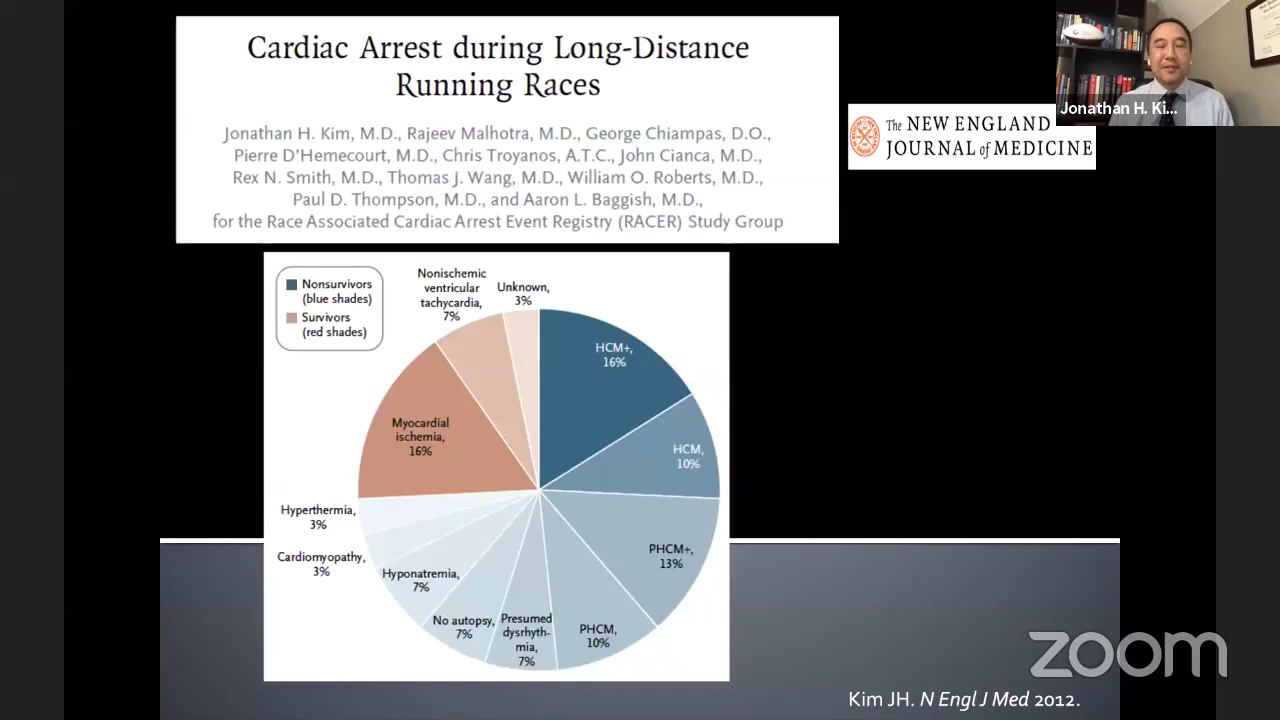 Cardiac Arrest during Long-Distance
Running Races
Jonathan H. Kim, M.D., Rajeev Malhotra, M.D., George Chiampas, D.O.,
Pierre D'Hemecourt, M.D., Chris Troyanos, A.T.C., John Cianca, M.D.,
Rex N. Smith, M.D., Thomas J. Wang, M.D., William O. Roberts, M.D.,
Paul D. Thompson, M.D., and Aaron L. Baggish, M.D.,
for the Race Associated Cardiac Arrest Event Registry (RACER) Study Group
Jonathan H. Ki...
The NEW ENGLAND
JOURNAL of MEDICINE
Nonsurvivors
(blue shades)
Survivors
(red shades)
Nonischemic
ventricular
tachycardia,
7%
Unknown,
3%
HCM+,
16%
HCM,
10%
PHCM+,
13%
PHCM,
10%
Presumed
dysrhyth-
mia,
7%
No autopsy,
7%
Hyponatremia,
7%
Cardiomyopathy,
3%
Hyperthermia,
3%
Myocardial
ischemia,
16%
zoom
Kim JH. N Engl J Med 2012.